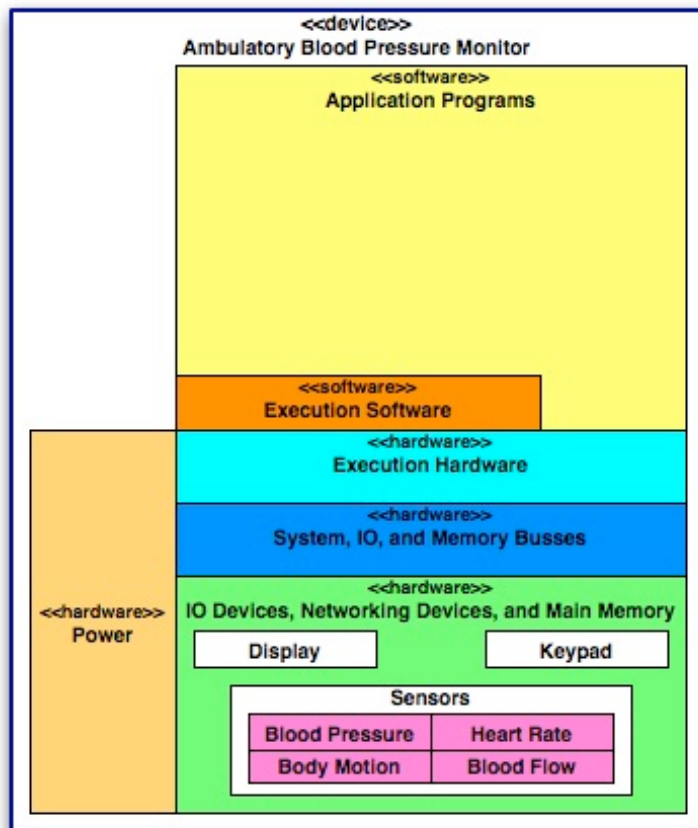 <<device>>
Ambulatory Blood Pressure Monitor
<<software>>
Application Programs
<<software>>
Execution Software
<<hardware>>
Execution Hardware
<<hardware>>
System, IO, and Memory Busses
<<hardware>>
Power
<<hardware>>
IO Devices, Networking Devices, and Main Memory
Display
Keypad
Sensors
Blood Pressure
Heart Rate
Body Motion
Blood Flow